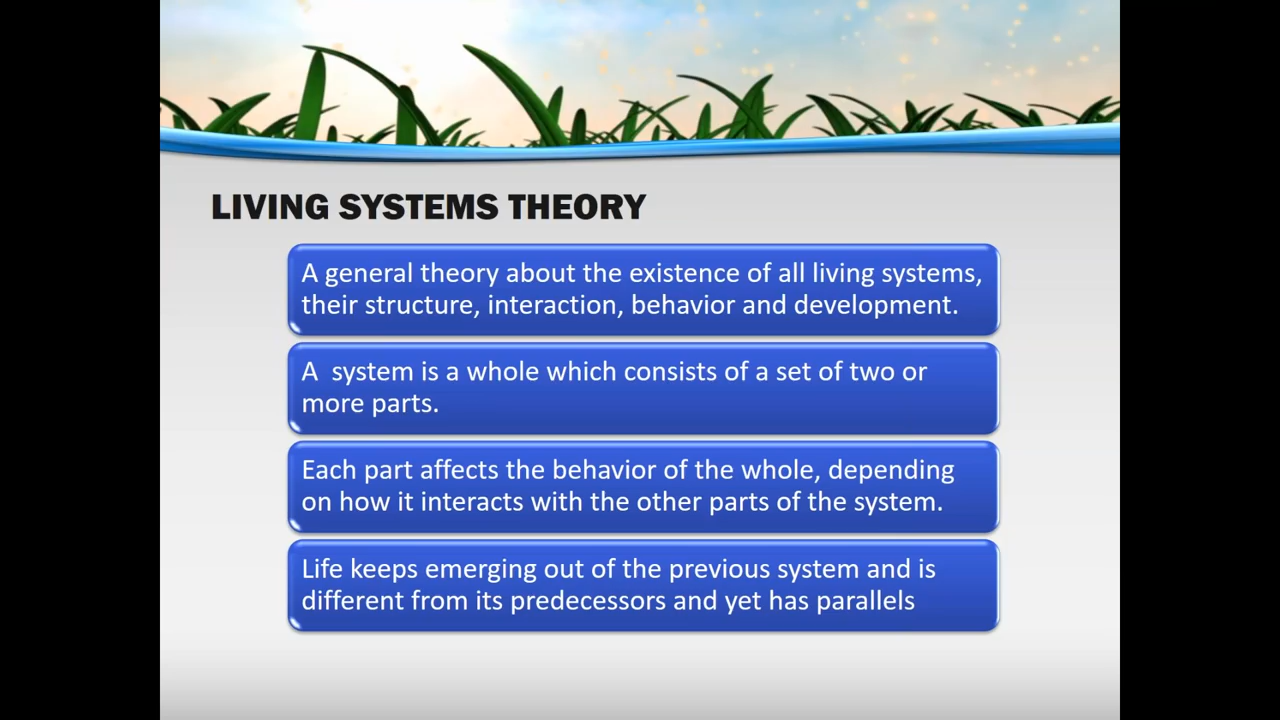 LIVING SYSTEMS THEORY
A general theory about the existence of all living systems,
their structure, interaction, behavior and development.
A  system is a whole which consists of a set of two or
more parts.
Each part affects the behavior of the whole, depending
on how it interacts with the other parts of the system.
Life keeps emerging out of the previous system and is
different from its predecessors and yet has parallels